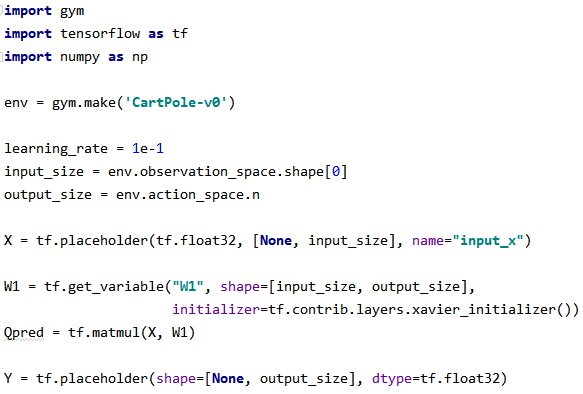 import gym
import tensorflow as tf
import numpy as np
env = gym.make('CartPole-v0')
learning_rate = 1e-1
input_size = env.observation_space.shape[0]
output_size = env.action_space.n
X = tf.placeholder(tf.float32, [None, input_size], name="input_x")
W1 = tf.get_variable("W1", shape=[input_size, output_size],
                     initializer=tf.contrib.layers.xavier_initializer())
Qpred = tf.matmul(X, W1)
Y = tf.placeholder(shape=[None, output_size], dtype=tf.float32)